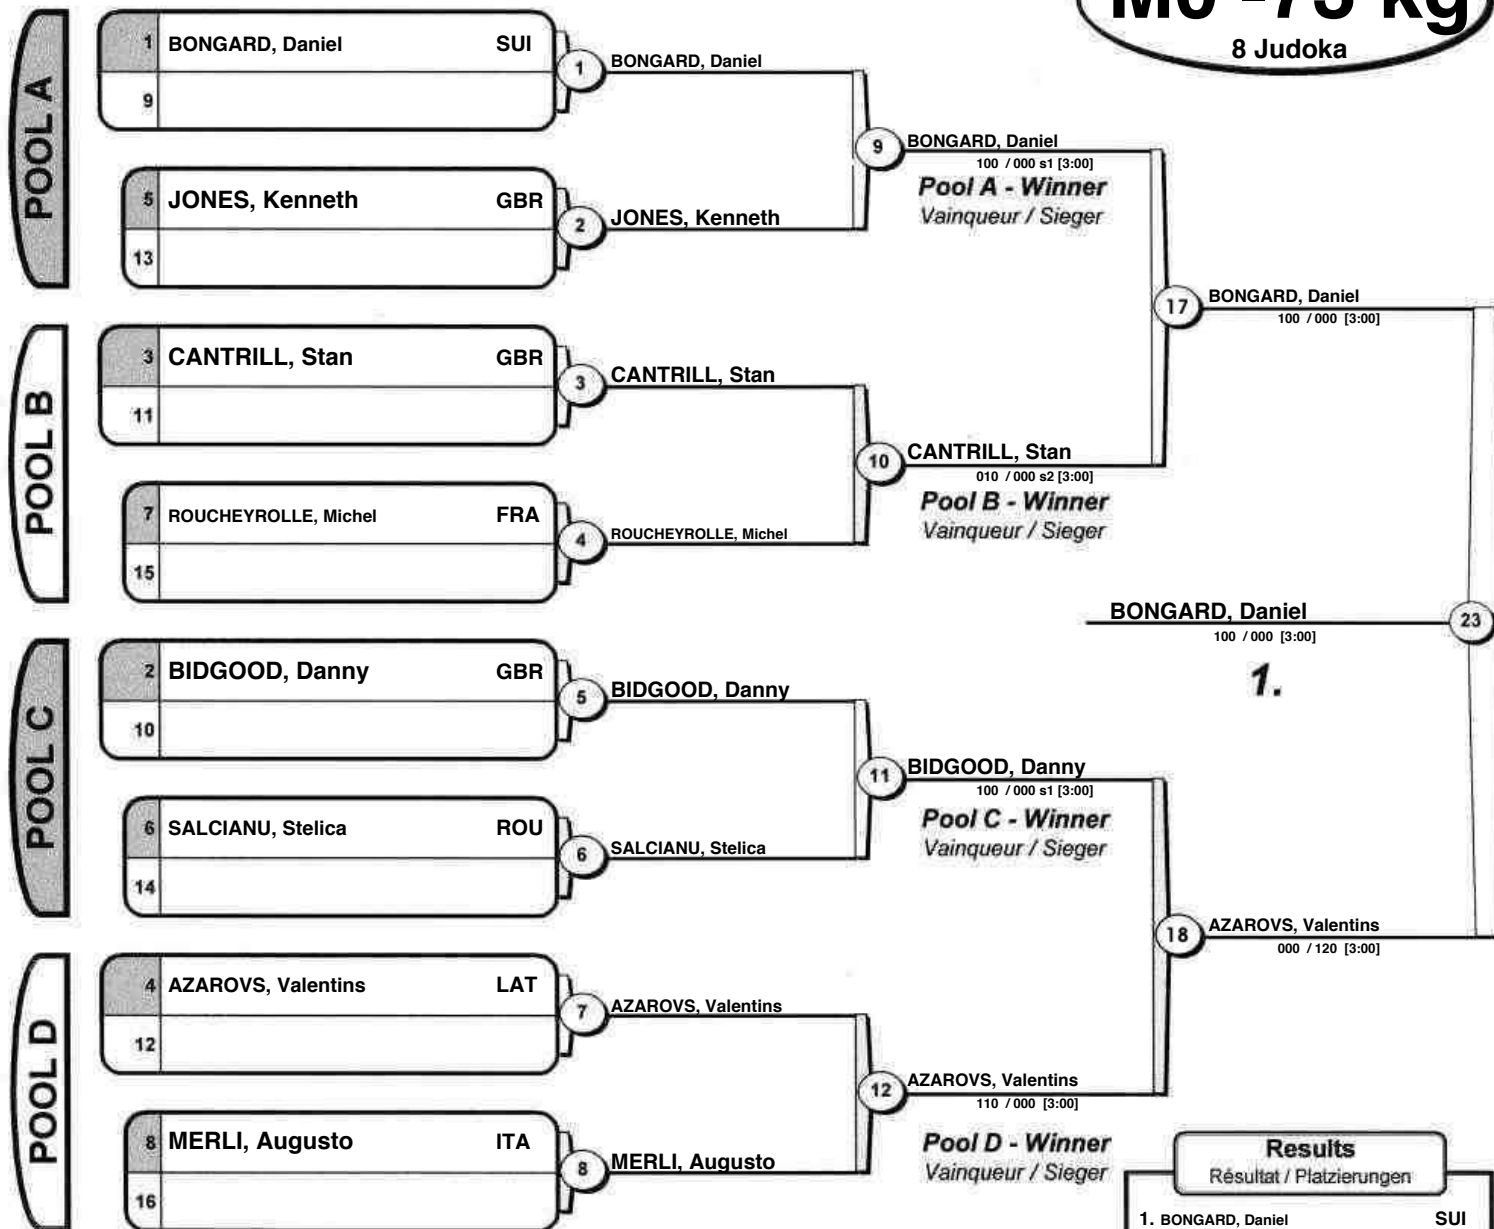 M6 -73 kg
8 Judoka
POOL A
1 BONGARD, Daniel SUI
9
1 BONGARD, Daniel
5 JONES, Kenneth GBR
13
2 JONES, Kenneth
9 BONGARD, Daniel
100 / 000 s1 [3:00]
Pool A - Winner
Vainqueur / Sieger
POOL B
3 CANTRILL, Stan GBR
11
3 CANTRILL, Stan
7 ROUCHEYROLLE, Michel FRA
15
4 ROUCHEYROLLE, Michel
10 CANTRILL, Stan
010 / 000 s2 [3:00]
Pool B - Winner
Vainqueur / Sieger
17 BONGARD, Daniel
100 / 000 [3:00]
BONGARD, Daniel 23
100 / 000 [3:00]
1.
POOL C
2 BIDGOOD, Danny GBR
10
5 BIDGOOD, Danny
6 SALCIANU, Stelica ROU
14
6 SALCIANU, Stelica
11 BIDGOOD, Danny
100 / 000 s1 [3:00]
Pool C - Winner
Vainqueur / Sieger
18 AZAROVS, Valentins
000 / 120 [3:00]
POOL D
4 AZAROVS, Valentins LAT
12
7 AZAROVS, Valentins
8 MERLI, Augusto ITA
16
8 MERLI, Augusto
12 AZAROVS, Valentins
110 / 000 [3:00]
Pool D - Winner
Vainqueur / Sieger
Results
Résultat / Platzierungen
1. BONGARD, Daniel SUI